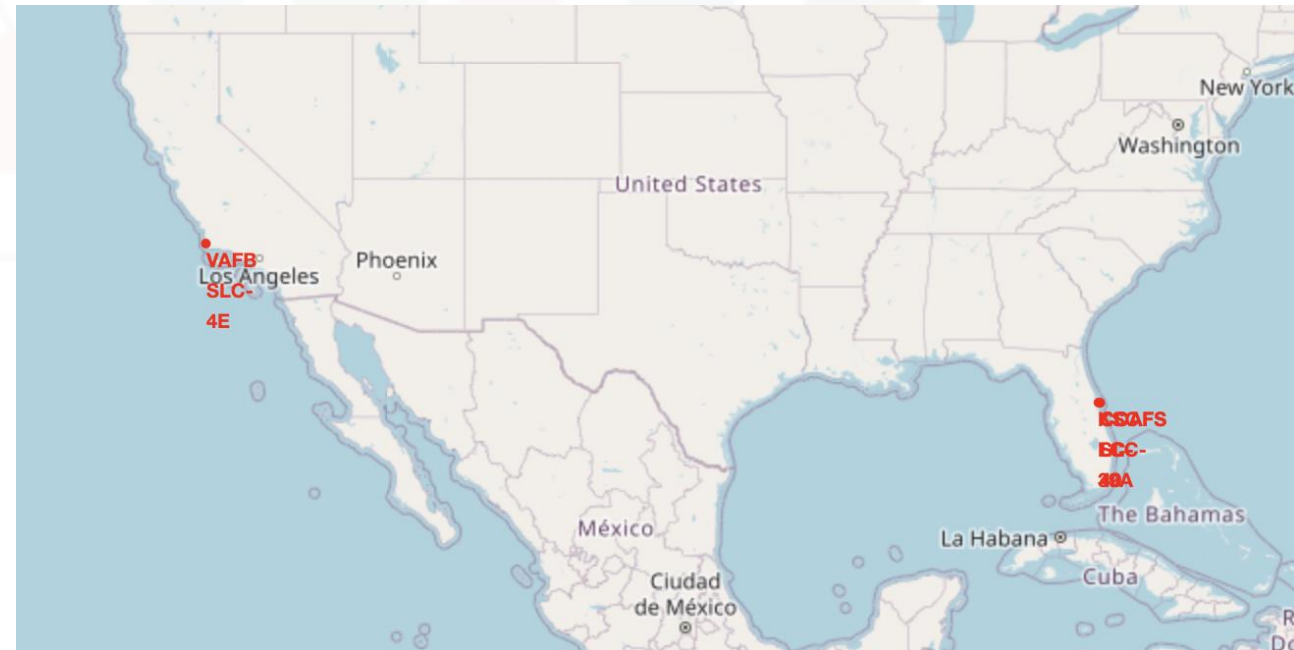 New York
Washington
United States
VAFB
Los Angeles
SLC-
4E
Phoenix
México
The Bahamas
La Habana
Cuba
Ciudad
de México